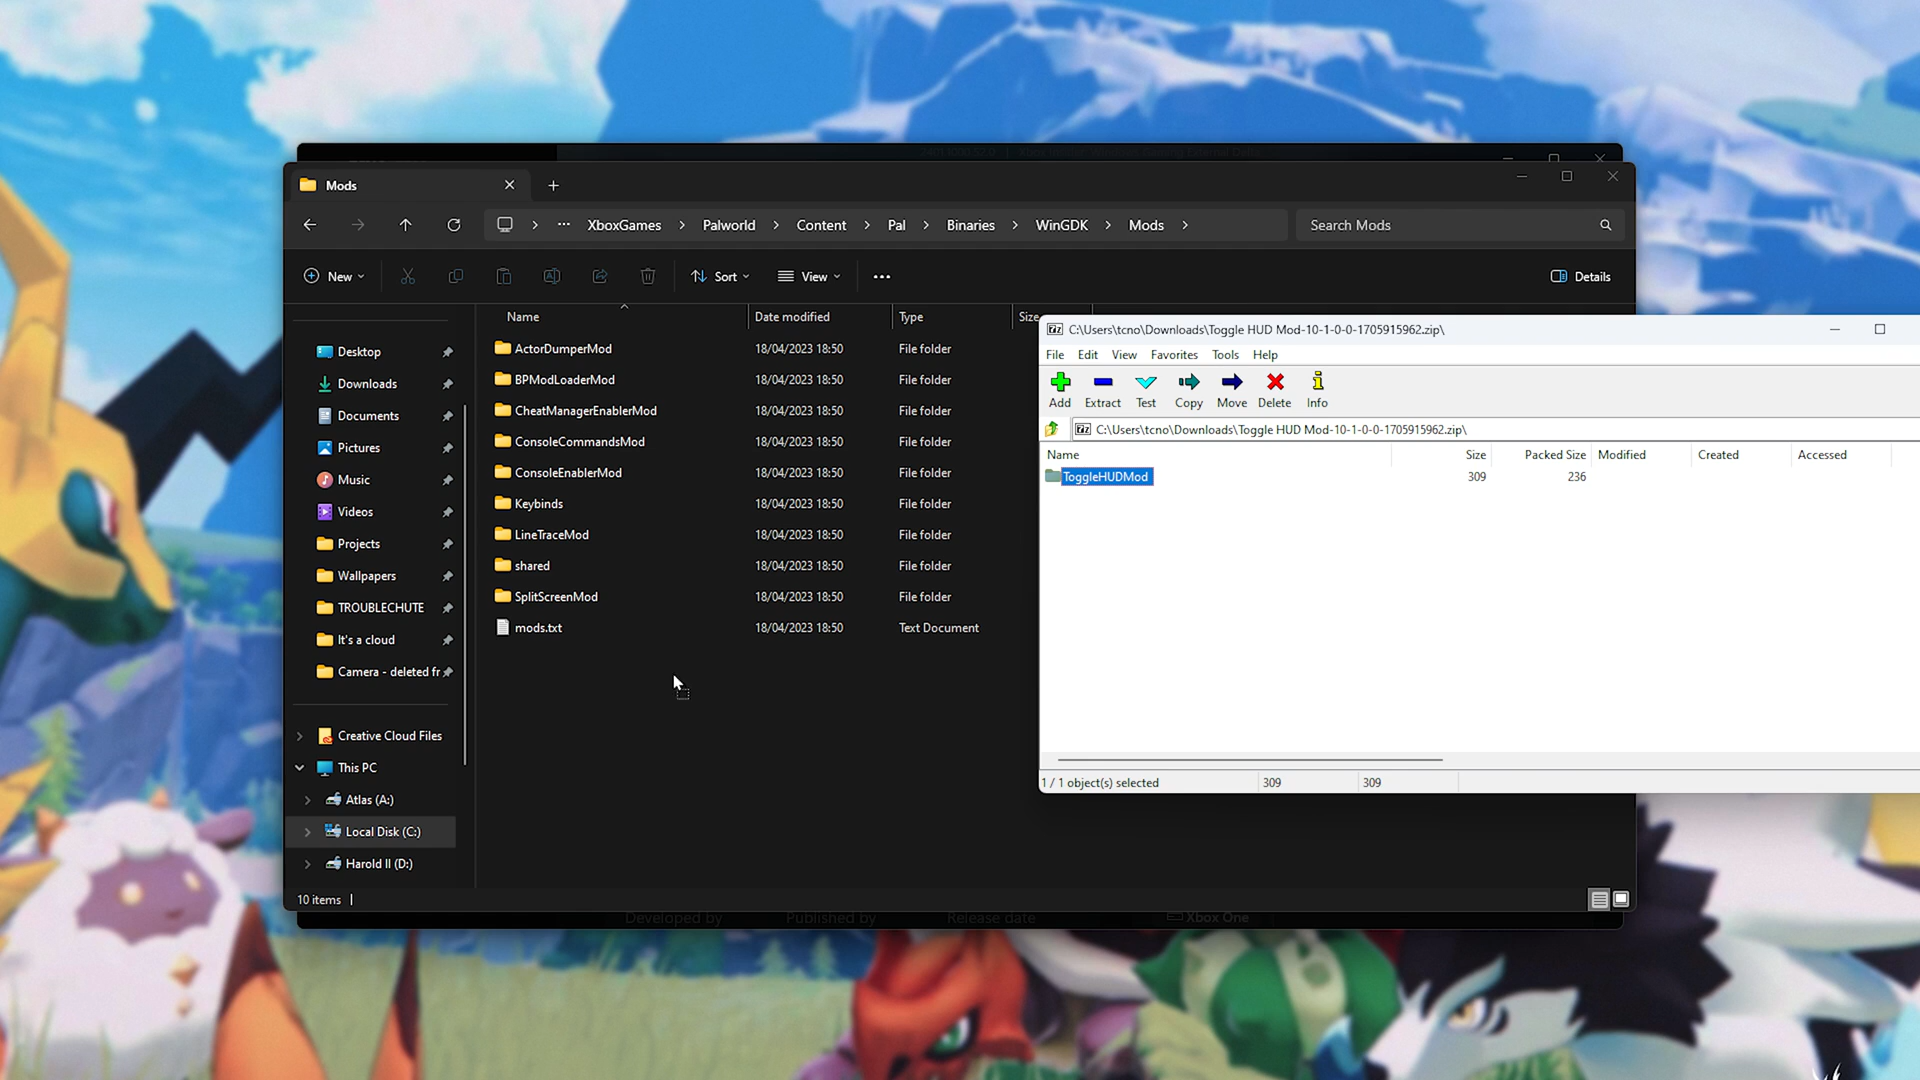 Mods
XboxGames > Palworld > Content > Pal > Binaries > WinGDK > Mods >
Search Mods
New
Sort
View
Details
Name Date modified Type Size
Desktop
Downloads
Documents
Pictures
Music
Videos
Projects
Wallpapers
TROUBLECHUTE
It's a cloud
Camera - deleted fr
Creative Cloud Files
This PC
Atlas (A:)
Local Disk (C:)
Harold II (D:)
ActorDumperMod 18/04/2023 18:50 File folder
BPModLoaderMod 18/04/2023 18:50 File folder
CheatManagerEnablerMod 18/04/2023 18:50 File folder
ConsoleCommandsMod 18/04/2023 18:50 File folder
ConsoleEnablerMod 18/04/2023 18:50 File folder
Keybinds 18/04/2023 18:50 File folder
LineTraceMod 18/04/2023 18:50 File folder
shared 18/04/2023 18:50 File folder
SplitScreenMod 18/04/2023 18:50 File folder
mods.txt 18/04/2023 18:50 Text Document
10 items
C:\Users\tcno\Downloads\Toggle HUD Mod-10-1-0-0-1705915962.zip\
File Edit View Favorites Tools Help
Add Extract Test Copy Move Delete Info
C:\Users\tcno\Downloads\Toggle HUD Mod-10-1-0-0-1705915962.zip\
Name Size Packed Size Modified Created Accessed
ToggleHUDMod 309 236
1 / 1 object(s) selected 309 309
Developed by Published by Release date Xbox One